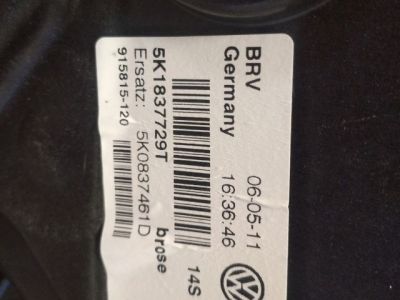 BRV 06-05-11
Germany 16:36:46
14S
5K1837729T brose
Ersatz: 5K0837461D
915815-120